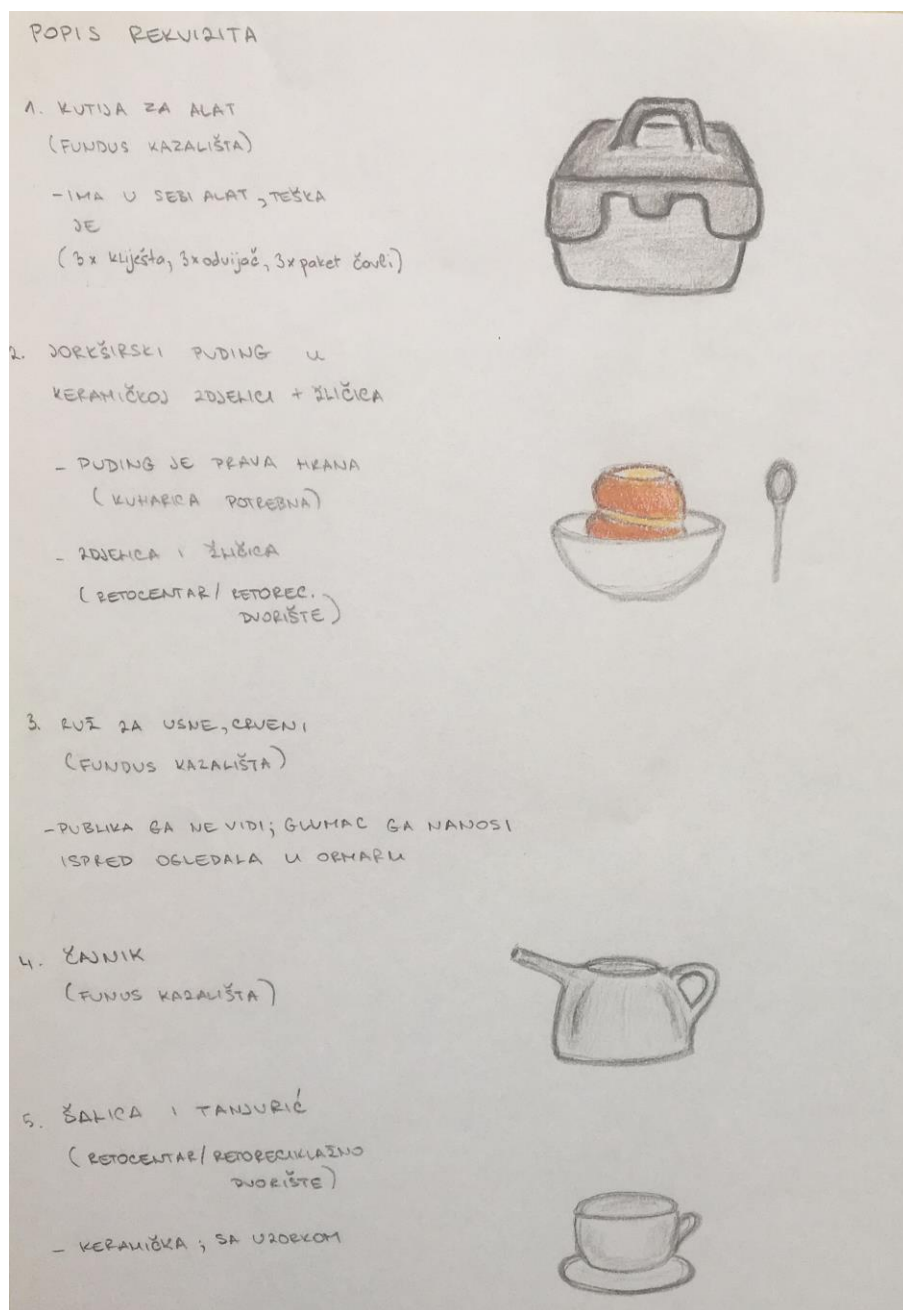 POPIS REKVIZITA
1. KUTIJA ZA ALAT
(FUNDUS KAZALIŠTA)
- IMA U SEBI ALAT, TEŠKA
JE
(3x kliješta, 3x odvijač, 3x paket čavli)
2. JORKŠIRSKI PUDING U
KERAMIČKOJ ZDJELICI + ŽLIČICA
- PUDING JE PRAVA HRANA
(KUHARICA POTREBNA)
- ZDJELICA I ŽLIČICA
(RETOCENTAR/ RETOREC.
DVORIŠTE)
3. RUŽ ZA USNE, CRVENI
(FUNDUS KAZALIŠTA)
- PUBLIKA GA NE VIDI; GLUMAC GA NANOSI
ISPRED OGLEDALA U ORMARU
4. ČAJNIK
(FUNUS KAZALIŠTA)
5. ŠALICA I TANJURIĆ
(RETOCENTAR/ RETORECIKLAŽNO
DVORIŠTE)
- KERAMIČKA; SA UZORKOM